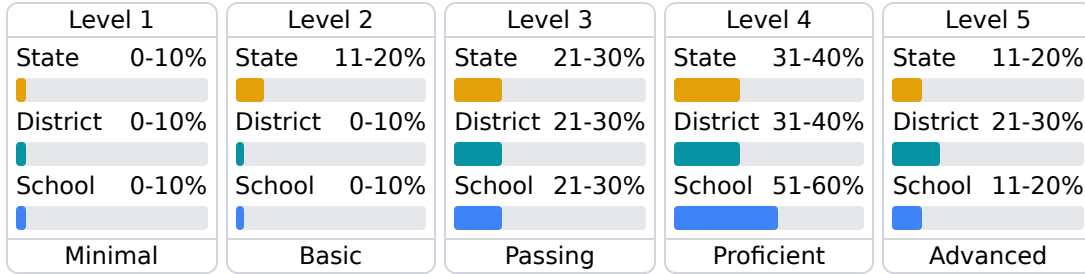 Level 1
State 0-10%
District 0-10%
School 0-10%
Minimal
Level 2
State 11-20%
District 0-10%
School 0-10%
Basic
Level 3
State 21-30%
District 21-30%
School 21-30%
Passing
Level 4
State 31-40%
District 31-40%
School 51-60%
Proficient
Level 5
State 11-20%
District 21-30%
School 11-20%
Advanced